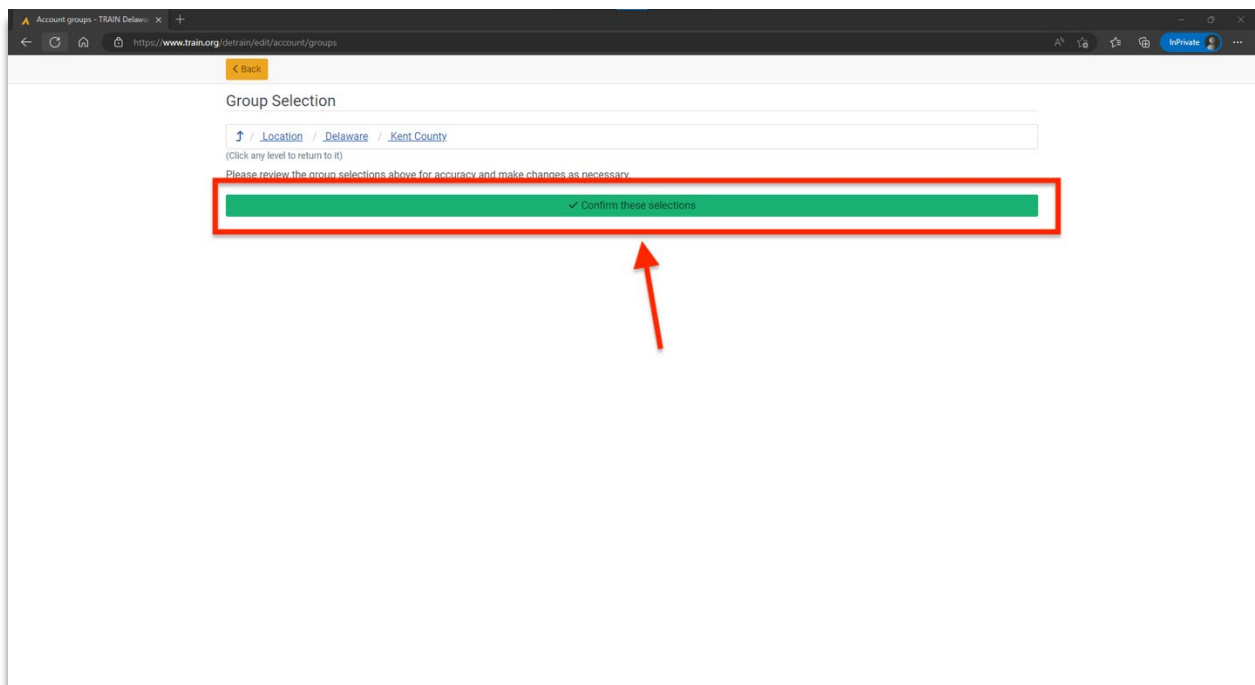 Account groups - TRAIN Delawa
https://www.train.org/detrain/edit/account/groups
InPrivate
Back
Group Selection
/ Location / Delaware / Kent County
(Click any level to return to it)
Please review the group selections above for accuracy and make changes as necessary.
Confirm these selections